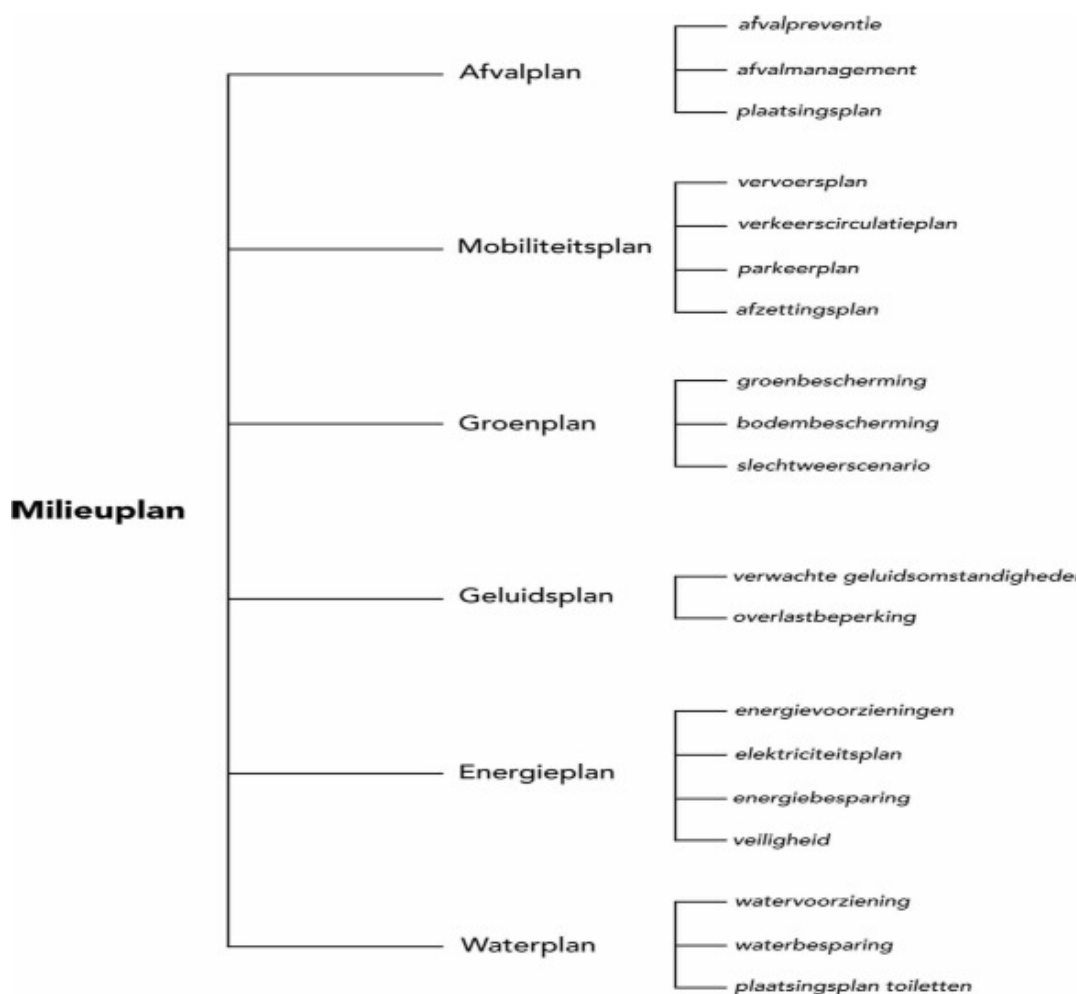 afvalpreventie
Afvalplan
afvalmanagement
plaatsingsplan
vervoersplan
verkeerscirculatieplan
Mobiliteitsplan
parkeerplan
afzettingsplan
groenbescherming
Groenplan
bodembescherming
slechtweerscenario
Milieuplan
verwachte geluidsomstandighede
Geluidsplan
overlastbeperking
energievoorzieningen
elektriciteitsplan
Energieplan
energiebesparing
veiligheid
watervoorziening
Waterplan
waterbesparing
plaatsingsplan toiletten